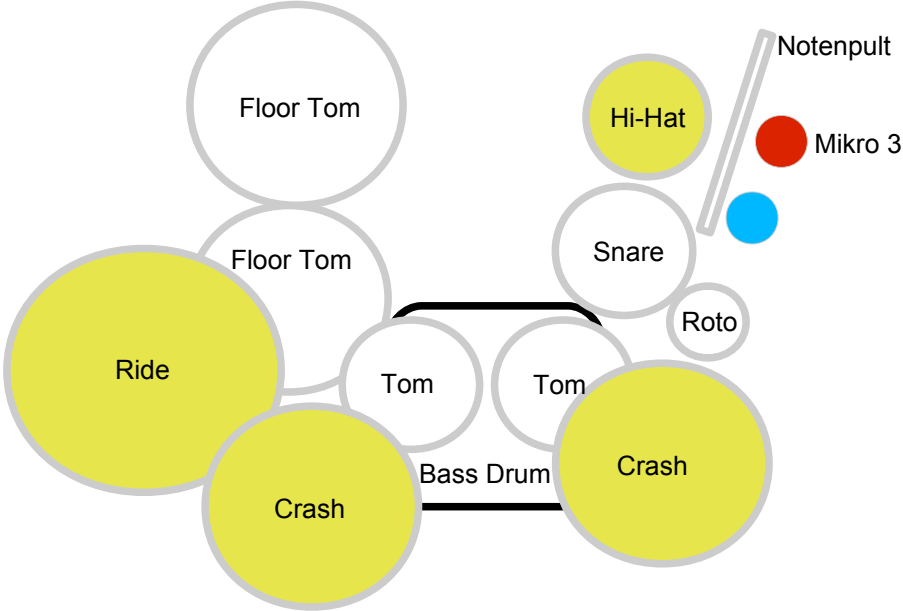 Notenpult
Floor Tom
Hi-Hat
Mikro 3
Snare
Floor Tom
Roto
Ride
Tom
Tom
Crash
Bass Drum
Crash